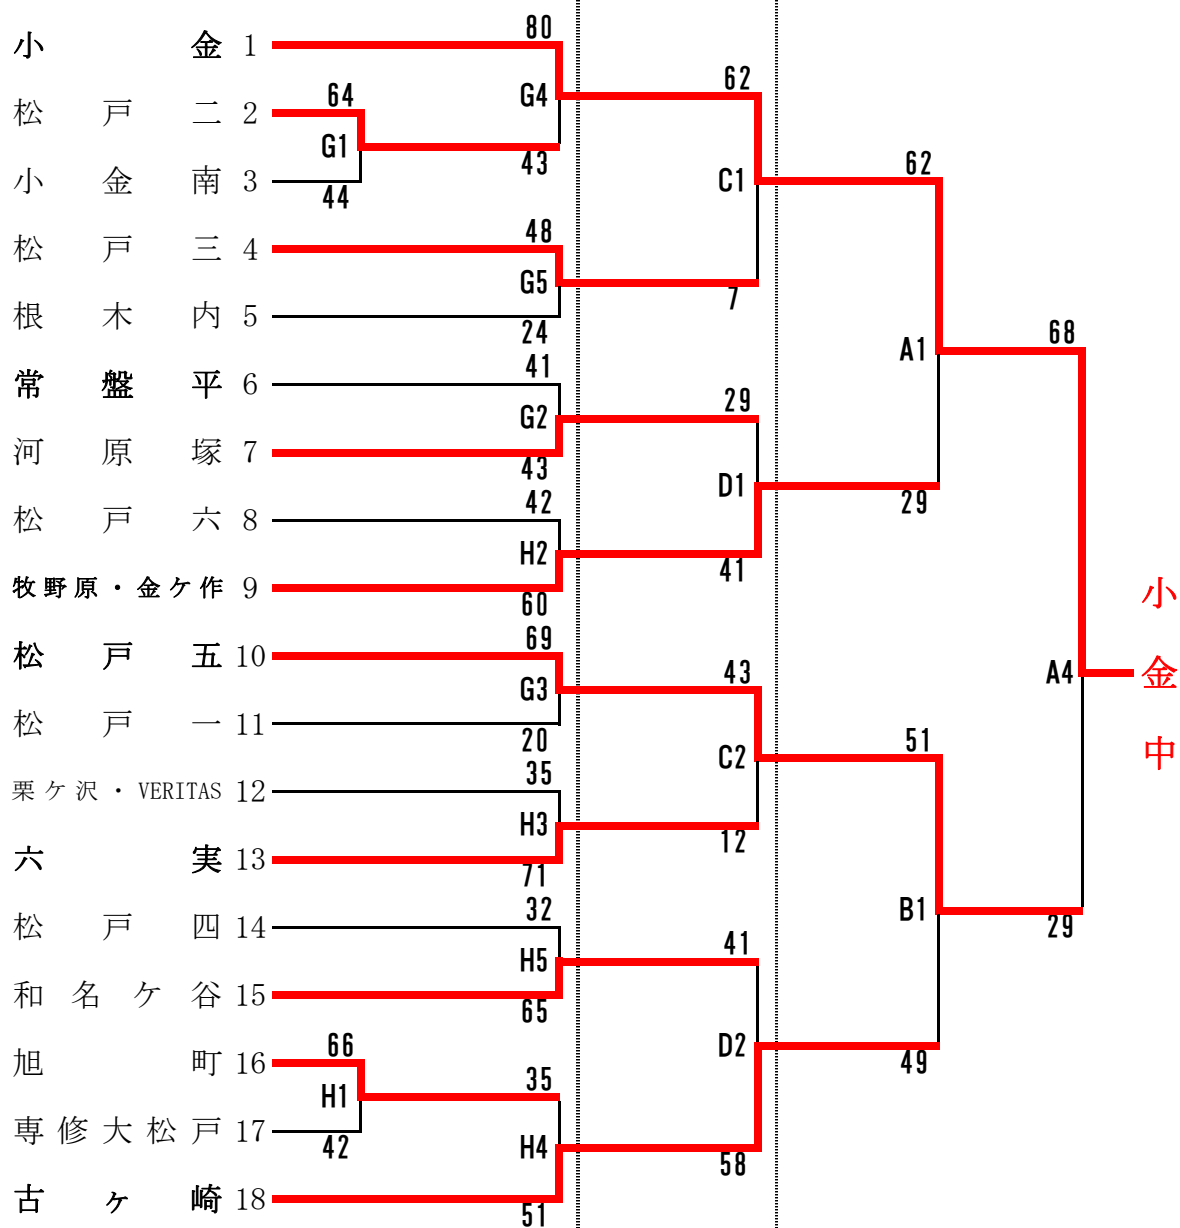 80
小金 1
G4
62
64
松戸二 2
G1
43
小金南 3
44
C1
62
48
松戸三 4
G5
7
根木内 5
24
A1
68
41
常盤平 6
G2
29
河原塚 7
43
D1
29
42
松戸六 8
H2
41
牧野原・金ケ作 9
60
小金中
69
松戸五 10
G3
43
A4
松戸一 11
20
C2
51
35
栗ケ沢・VERITAS 12
H3
12
六実 13
71
B1
29
32
松戸四 14
H5
41
和名ケ谷 15
65
D2
49
66
旭町 16
H1
35
専修大松戸 17
42
H4
58
古ヶ崎 18
51